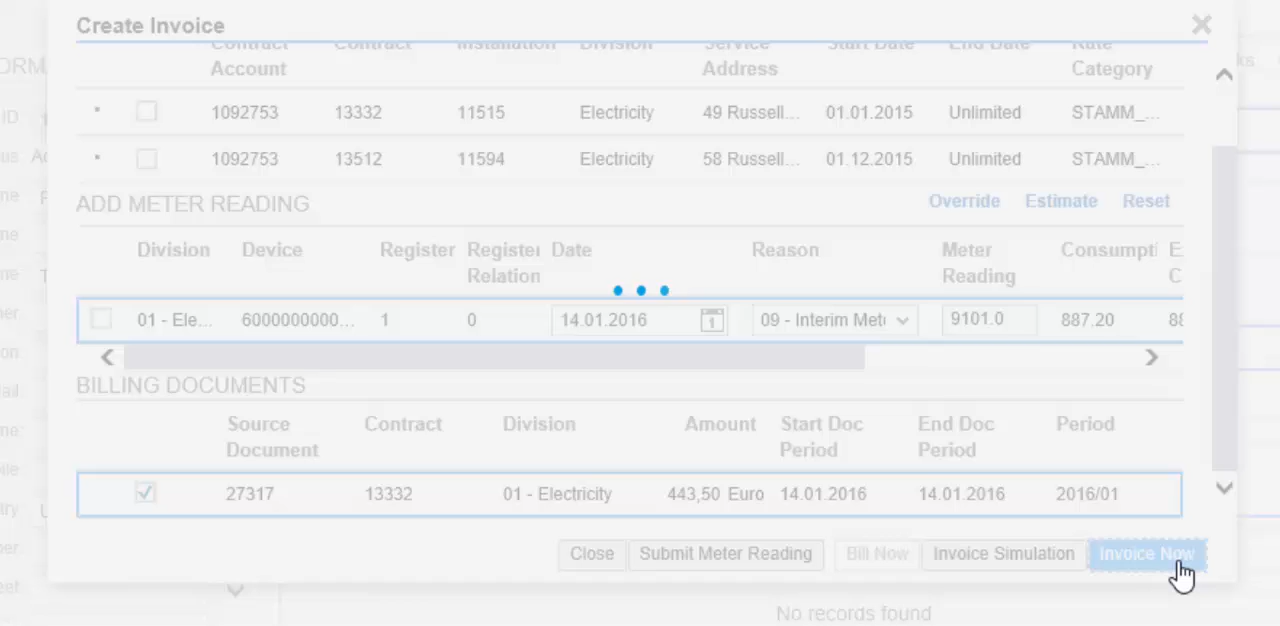 Create Invoice
Contract Account Contract Installation Division Service Address Start Date End Date Rate Category
1092753 13332 11515 Electricity 49 Russell... 01.01.2015 Unlimited STAMM_...
1092753 13512 11594 Electricity 58 Russell... 01.12.2015 Unlimited STAMM_...
ADD METER READING Override Estimate Reset
Division Device Register Register Relation Date Reason Meter Reading Consumpti
01 - Ele... 6000000000... 1 0 14.01.2016 09 - Interim Met 9101.0 887.20
BILLING DOCUMENTS
Source Document Contract Division Amount Start Doc Period End Doc Period Period
27317 13332 01 - Electricity 443,50 Euro 14.01.2016 14.01.2016 2016/01
Close Submit Meter Reading Bill Now Invoice Simulation Invoice Now
No records found